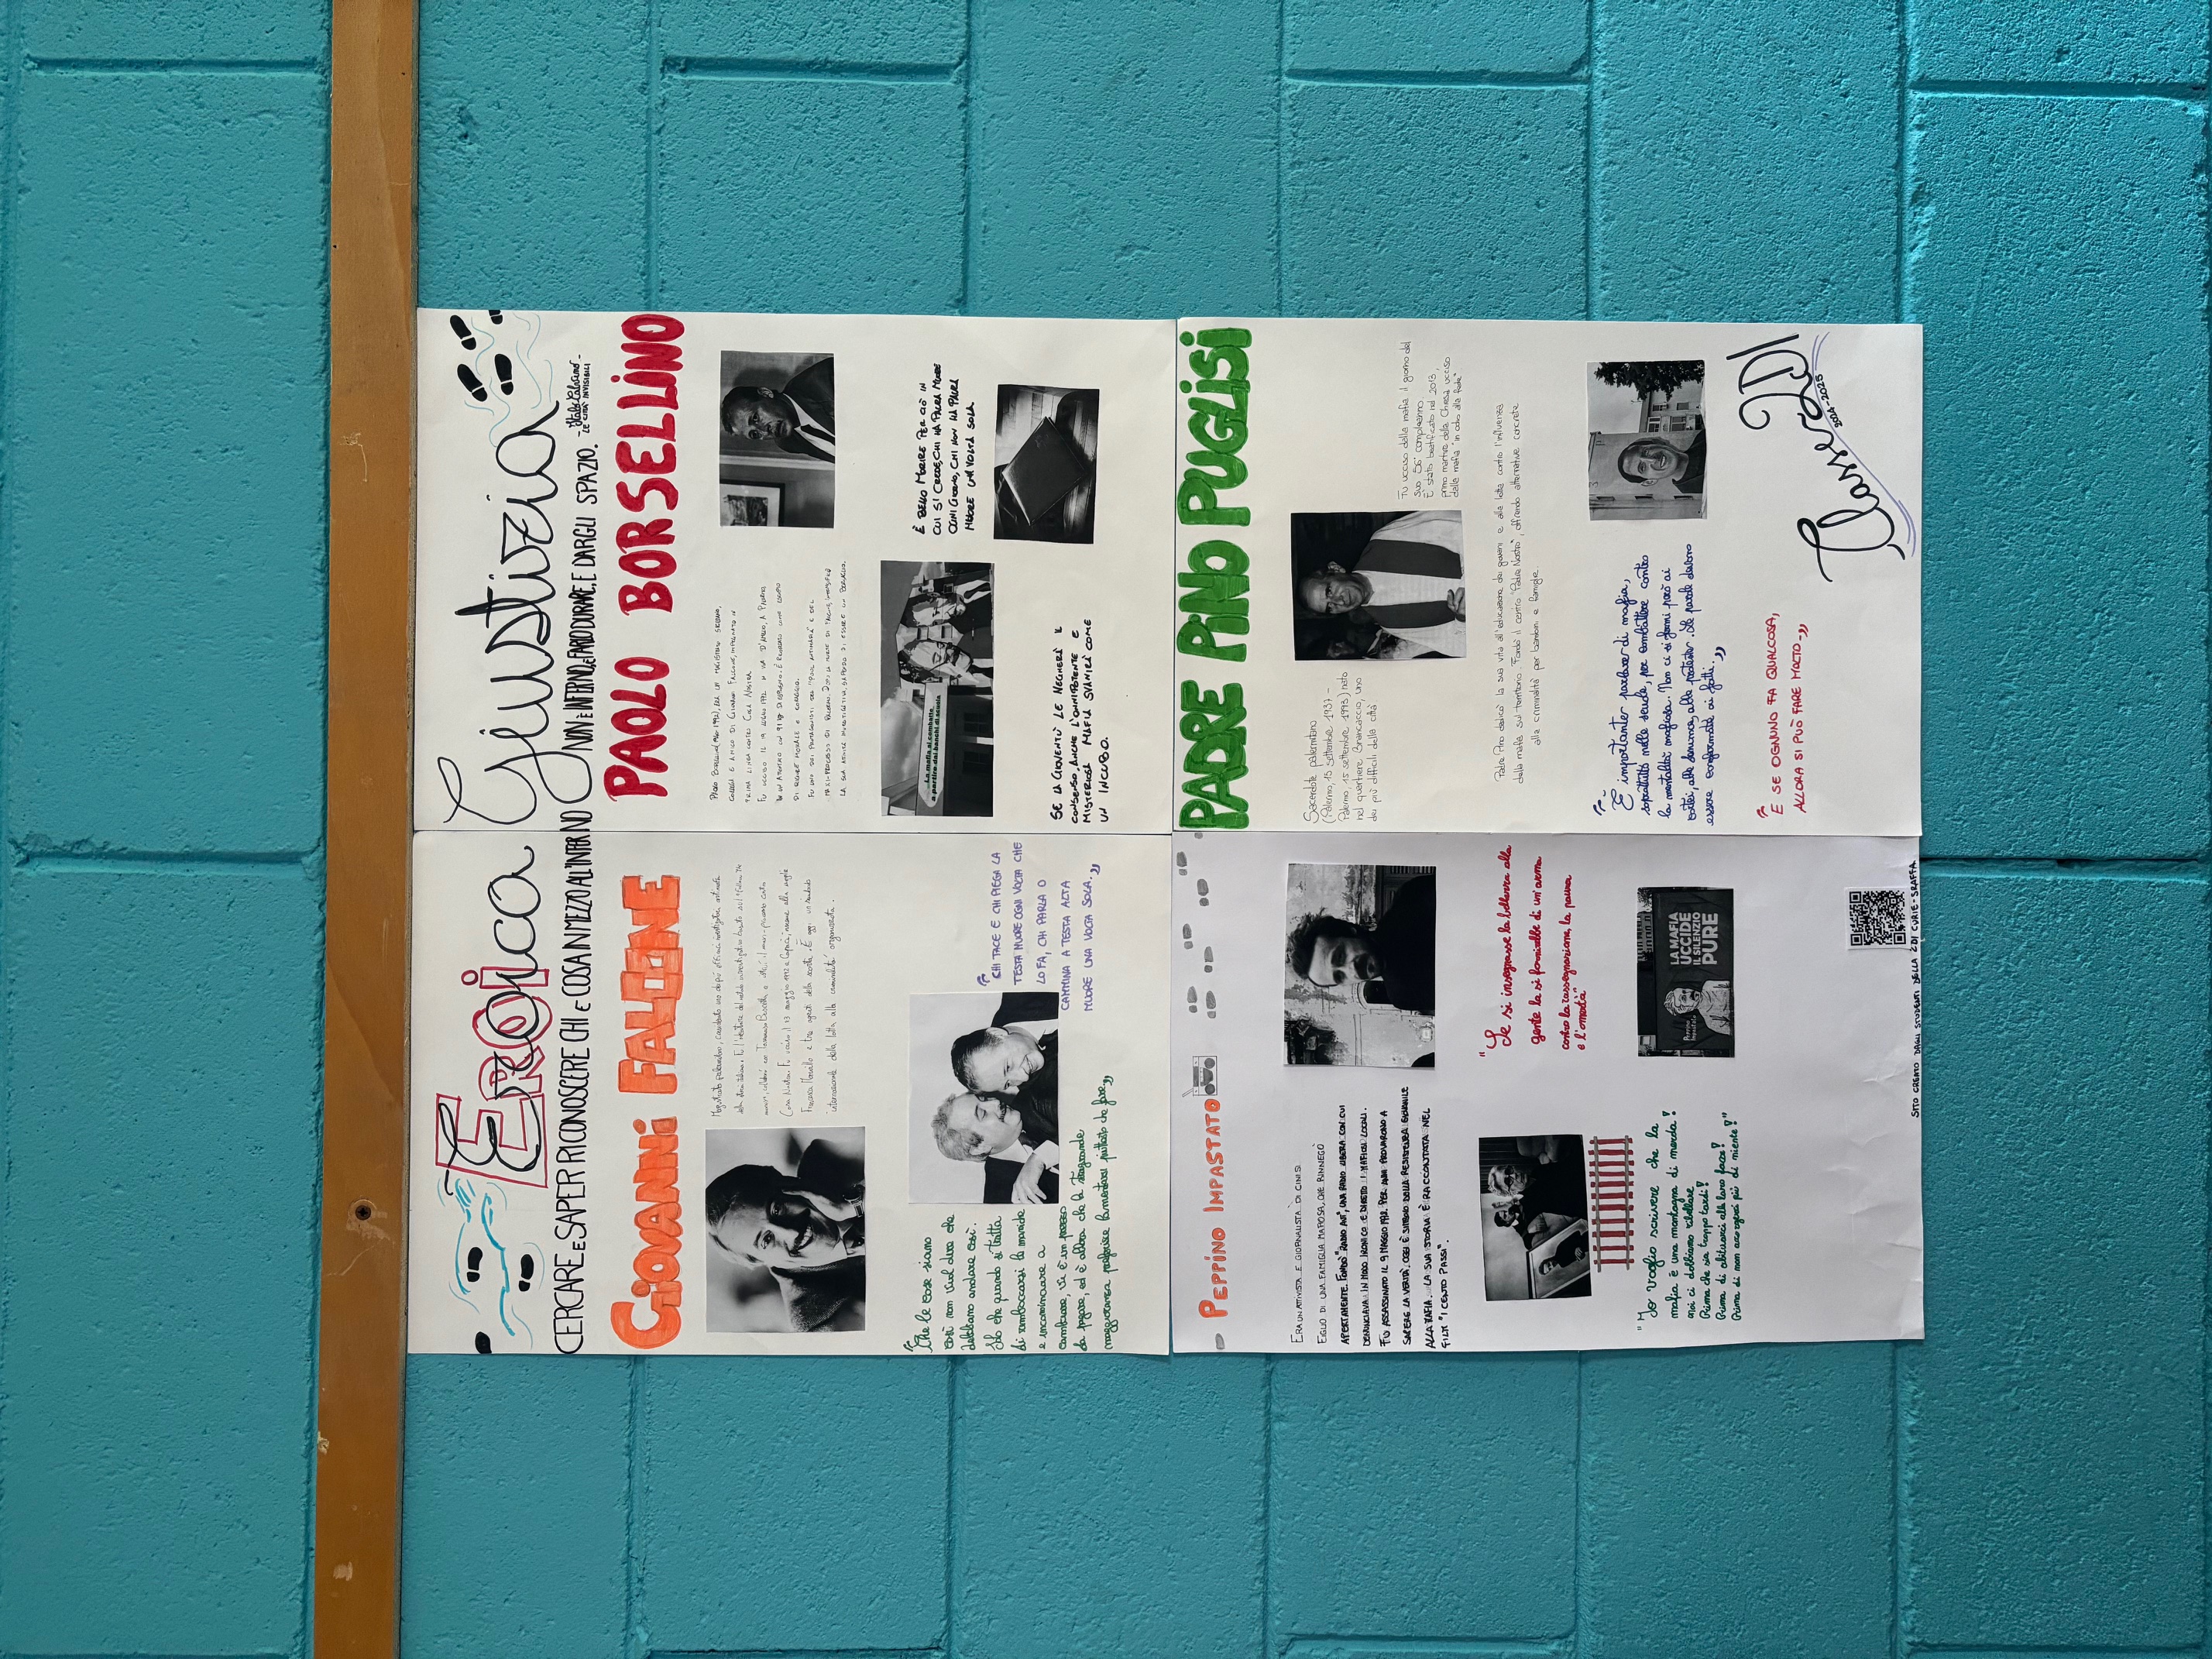 Eroica Giustizia
CERCARE E SAPER RICONOSCERE CHI E COSA IN MEZZO ALL'INFERNO NON È INFERNO, E FARLO DURARE, E DARGLI SPAZIO. - Italo Calvino -
LE CITTÀ INVISIBILI
GIOVANNI FALCONE
Magistrato palermitano, considerato uno dei più efficaci investigatori antimafia
della storia italiana. Fu l'ideatore del metodo investigativo basato sul "Follow the
money", collaborò con Tommaso Buscetta e istruì il maxi-processo contro
Cosa Nostra. Fu ucciso il 23 maggio 1992 a Capaci, insieme alla moglie
Francesca Morvillo e tre agenti della scorta. È oggi un simbolo
internazionale della lotta alla criminalità organizzata.
"Che le cose siano
così non vuol dire che
debbano andare così.
Solo che quando si tratta
di rimboccarsi le maniche
e incominciare a
cambiare, vi è un prezzo
da pagare, ed è allora che la stragrande
maggioranza preferisce lamentarsi piuttosto che fare„
"CHI TACE E CHI PIEGA LA
TESTA MUORE OGNI VOLTA CHE
LO FA, CHI PARLA O
CAMMINA A TESTA ALTA
MUORE UNA VOLTA SOLA.„
PAOLO BORSELLINO
PAOLO BORSELLINO (1940-1992), ERA UN MAGISTRATO SICILIANO,
COLLEGA E AMICO DI GIOVANNI FALCONE, IMPEGNATO IN
PRIMA LINEA CONTRO COSA NOSTRA.
FU UCCISO IL 19 LUGLIO 1992 IN VIA D'AMELIO, A PALERMO
IN UN ATTENTATO CON 91 KG DI ESPLOSIVO. È RICORDATO COME ESEMPIO
DI RIGORE MORALE E CORAGGIO.
FU UNO DEI PROTAGONISTI DEL "POOL ANTIMAFIA" E DEL
MAXI-PROCESSO DI PALERMO. DOPO LA MORTE DI FALCONE, INTENSIFICÒ
LA SUA ATTIVITÀ INVESTIGATIVA, SAPENDO DI ESSERE UN BERSAGLIO.
...La mafia si combatte
a partire dai banchi di scuola
È BELLO MORIRE PER CIÒ IN
CUI SI CREDE, CHI HA PAURA MUORE
OGNI GIORNO, CHI NON HA PAURA
MUORE UNA VOLTA SOLA
SE LA GIOVENTÙ LE NEGHERÀ IL
CONSENSO, ANCHE L'ONNIPOTENTE E
MISTERIOSA MAFIA SVANIRÀ COME
UN INCUBO.
PEPPINO IMPASTATO
ERA UN ATTIVISTA E GIORNALISTA DI CINISI
FIGLIO DI UNA FAMIGLIA MAFIOSA, CHE RINNEGÒ
APERTAMENTE. FONDÒ "RADIO AUT", UNA RADIO LIBERA CON CUI
DENUNCIAVA IN MODO IRONICO E DIRETTO I MAFIOSI LOCALI.
FU ASSASSINATO IL 9 MAGGIO 1978. PER ANNI PROVARONO A
SAPERE LA VERITÀ. OGGI È SIMBOLO DELLA RESISTENZA GIOVANILE
ALLA MAFIA. LA SUA STORIA È RACCONTATA NEL
FILM "I CENTO PASSI".
"Se si insegnasse la bellezza alla
gente la si fornirebbe di un'arma
contro la rassegnazione, la paura
e l'omertà"
"Io voglio scrivere che la
mafia è una montagna di merda!
noi ci dobbiamo ribellare
Prima che sia troppo tardi!
Prima di abituarci alle loro facce!
Prima di non accorgerci più di niente!"
Peppino
Impastato
LA MAFIA
UCCIDE
IL SILENZIO
PURE
SITO CREATO DAGLI STUDENTI DELLA 2DI CURIE-SRAFFA
PADRE PINO PUGLISI
Sacerdote palermitano
(Palermo, 15 settembre 1937 -
Palermo, 15 settembre 1993) nato
nel quartiere Brancaccio, uno
dei più difficili della città
Fu ucciso dalla mafia il giorno del
suo 56° compleanno.
È stato beatificato nel 2013,
primo martire della Chiesa ucciso
dalla mafia "in odio alla fede"
Padre Pino dedicò la sua vita all'educazione dei giovani e alla lotta contro l'influenza
della mafia sul territorio. Fondò il centro "Padre Nostro", offrendo alternative concrete
alla criminalità per bambini e famiglie.
"È importante parlare di mafia,
soprattutto nelle scuole, per combattere contro
la mentalità mafiosa. Non ci si fermi però ai
cortei, alle denunce, alle proteste. Le parole devono
essere confermate ai fatti.„
"E SE OGNUNO FA QUALCOSA,
ALLORA SI PUÒ FARE MOLTO.„
Classe 2DI
2024-2025